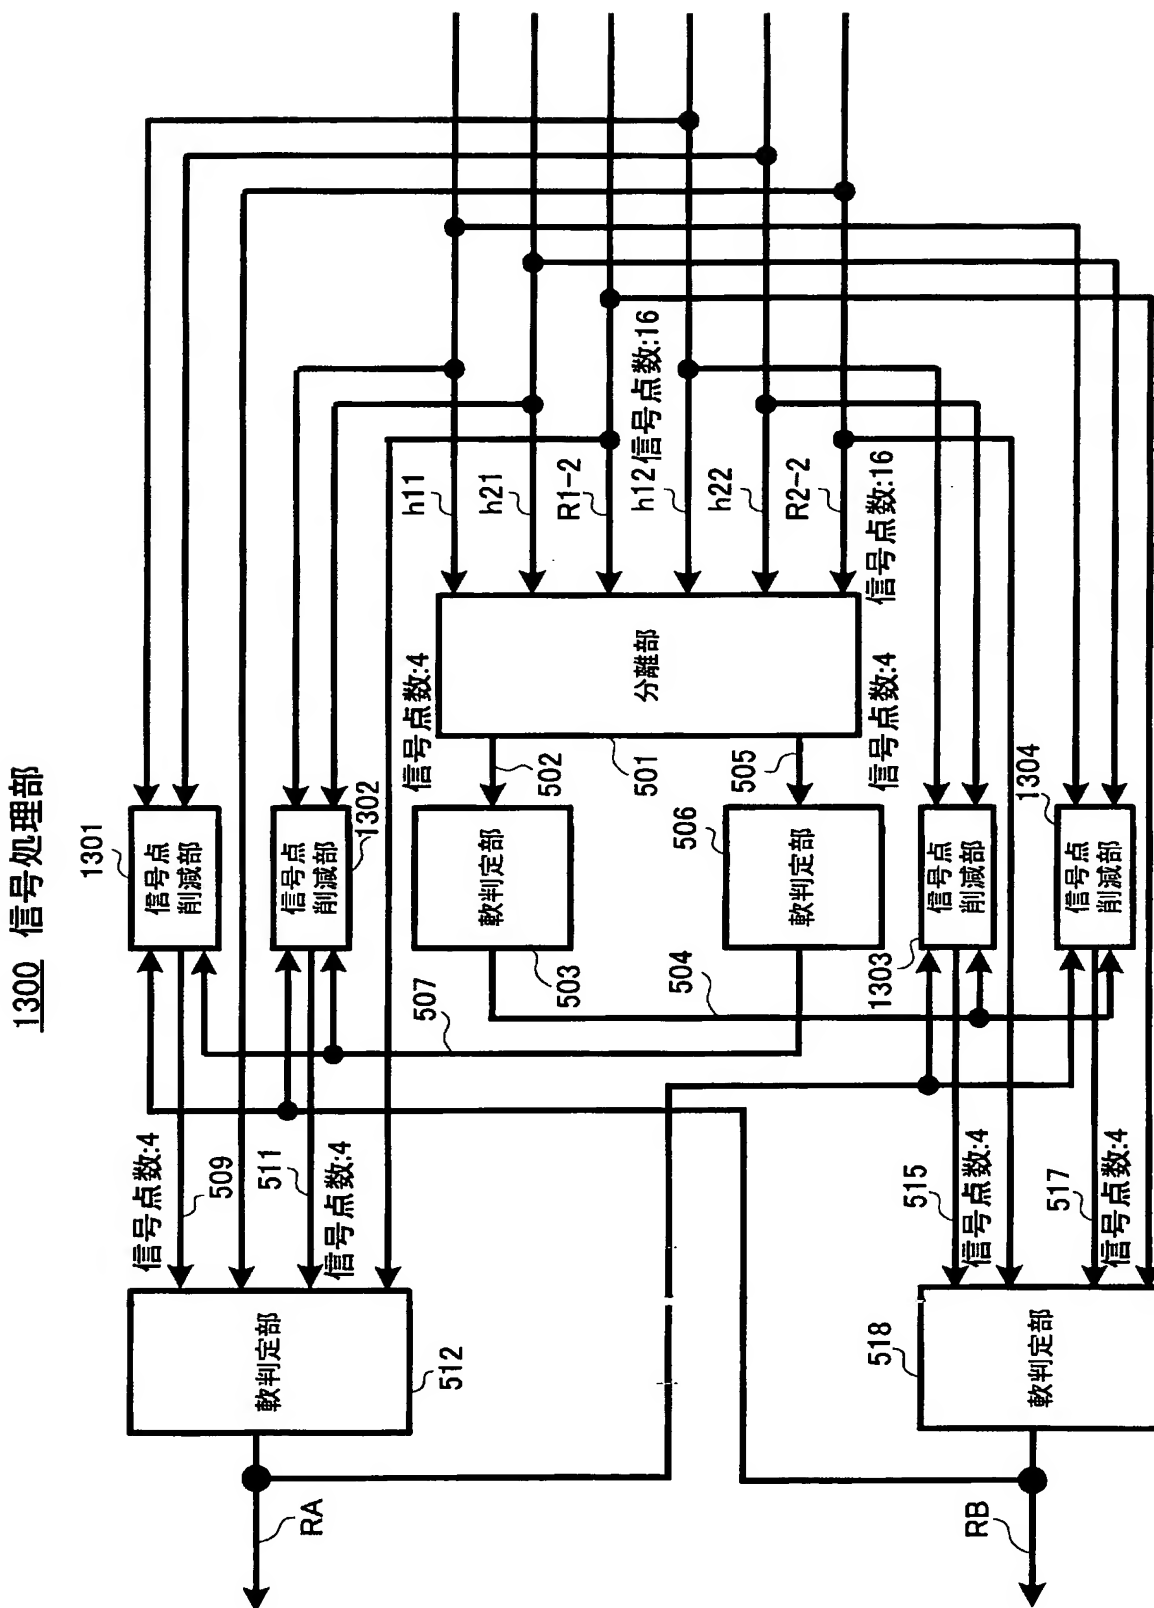 1300 信号処理部
1301
信号点
削減部
信号点
削減部
1302
信号点数:4
509
511
信号点数:4
軟判定部
512
RA
h11
h21
R1-2
h12
信号点数:16
h22
R2-2
信号点数:16
分離部
501
信号点数:4
502
505
信号点数:4
軟判定部
503
506
軟判定部
507
504
1303
信号点
削減部
1304
信号点
削減部
515
信号点数:4
517
信号点数:4
518
軟判定部
RB